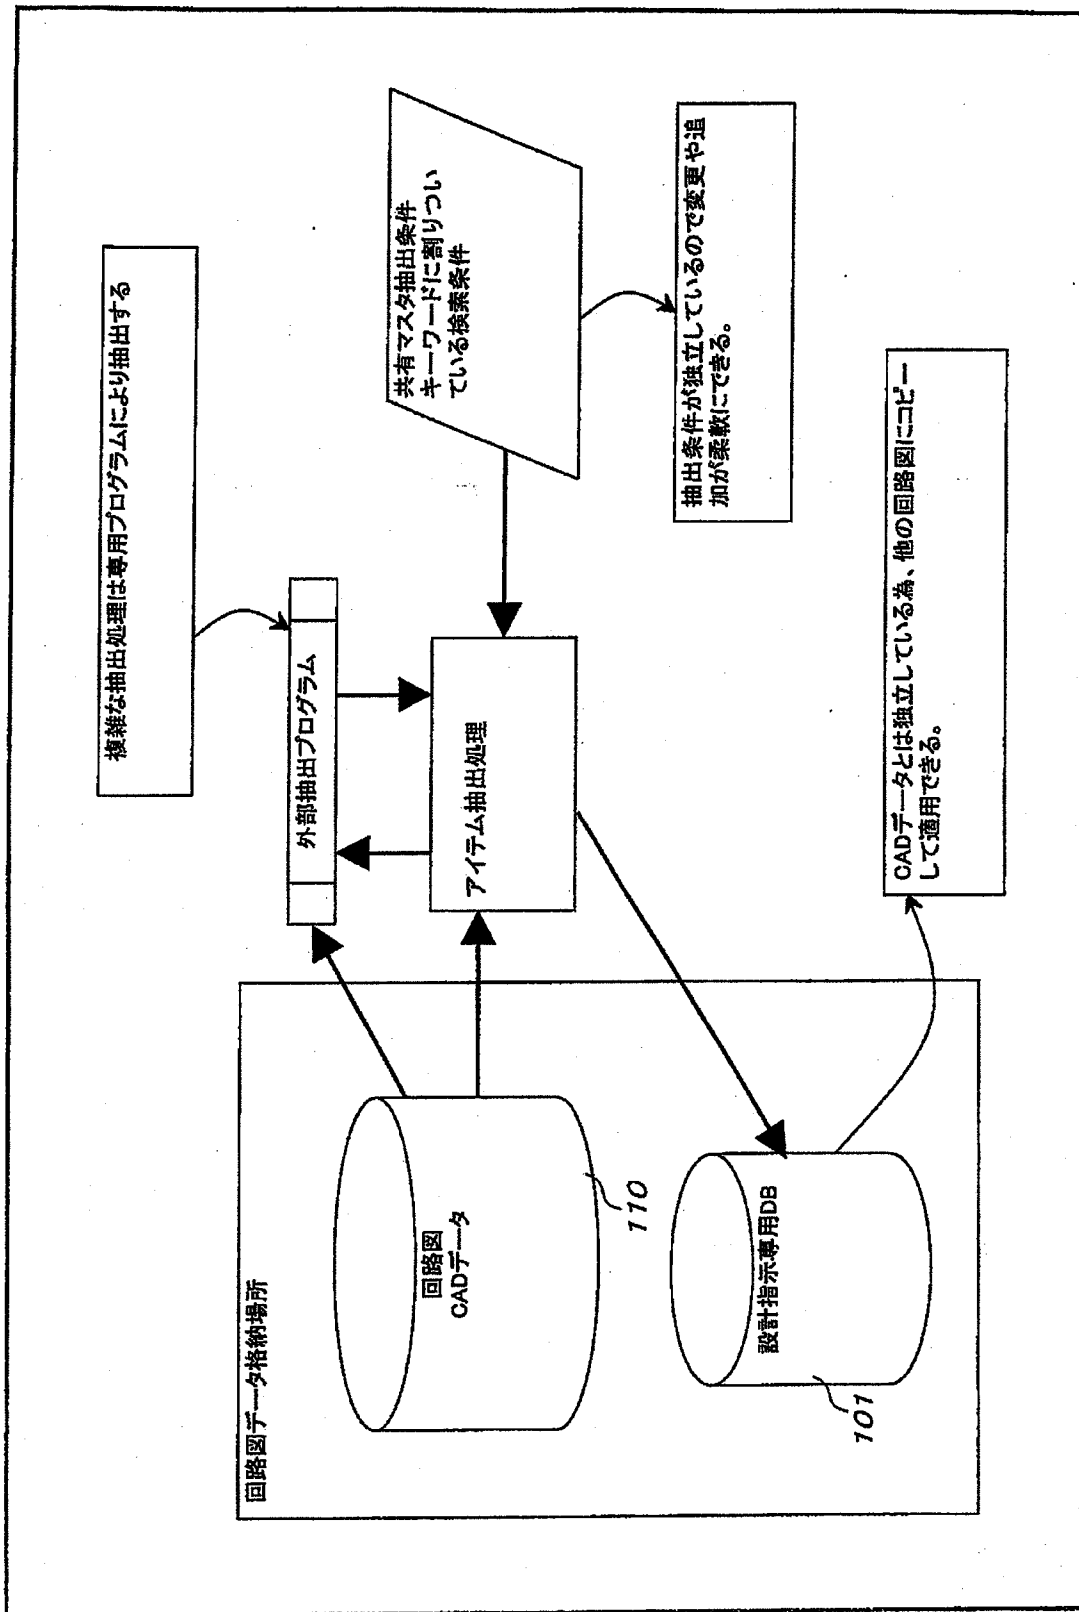 回路図データ格納場所
回路図
CADデータ
110
設計指示専用DB
101
複雑な抽出処理は専用プログラムにより抽出する
外部抽出プログラム
アイテム抽出処理
共有マスタ抽出条件
キーワードに割りつい
ている検索条件
抽出条件が独立しているので変更や追
加が柔軟にできる。
CADデータとは独立している為、他の回路図にコピー
して適用できる。